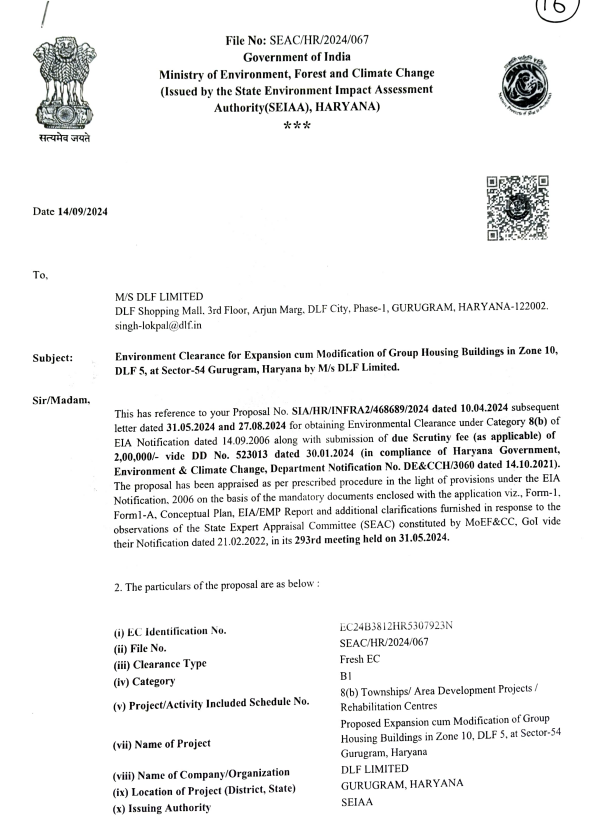 16
File No: SEAC/HR/2024/067
Government of India
Ministry of Environment, Forest and Climate Change
(Issued by the State Environment Impact Assessment
Authority(SEIAA), HARYANA)
***
सत्यमेव जयते
Date 14/09/2024
To,
M/S DLF LIMITED
DLF Shopping Mall, 3rd Floor, Arjun Marg, DLF City, Phase-1, GURUGRAM, HARYANA-122002.
singh-lokpal@dlf.in
Subject: Environment Clearance for Expansion cum Modification of Group Housing Buildings in Zone 10,
DLF 5, at Sector-54 Gurugram, Haryana by M/s DLF Limited.
Sir/Madam,
This has reference to your Proposal No. SIA/HR/INFRA2/468689/2024 dated 10.04.2024 subsequent
letter dated 31.05.2024 and 27.08.2024 for obtaining Environmental Clearance under Category 8(b) of
EIA Notification dated 14.09.2006 along with submission of due Scrutiny fee (as applicable) of
2,00,000/- vide DD No. 523013 dated 30.01.2024 (in compliance of Haryana Government,
Environment & Climate Change, Department Notification No. DE&CCH/3060 dated 14.10.2021).
The proposal has been appraised as per prescribed procedure in the light of provisions under the EIA
Notification, 2006 on the basis of the mandatory documents enclosed with the application viz., Form-1,
Form1-A, Conceptual Plan, EIA/EMP Report and additional clarifications furnished in response to the
observations of the State Expert Appraisal Committee (SEAC) constituted by MoEF&CC, GoI vide
their Notification dated 21.02.2022, in its 293rd meeting held on 31.05.2024.
2. The particulars of the proposal are as below :
(i) EC Identification No. EC24B3812HR5307923N
(ii) File No. SEAC/HR/2024/067
(iii) Clearance Type Fresh EC
(iv) Category B1
(v) Project/Activity Included Schedule No. 8(b) Townships/ Area Development Projects /
Rehabilitation Centres
(vii) Name of Project Proposed Expansion cum Modification of Group
Housing Buildings in Zone 10, DLF 5, at Sector-54
Gurugram, Haryana
(viii) Name of Company/Organization DLF LIMITED
(ix) Location of Project (District, State) GURUGRAM, HARYANA
(x) Issuing Authority SEIAA